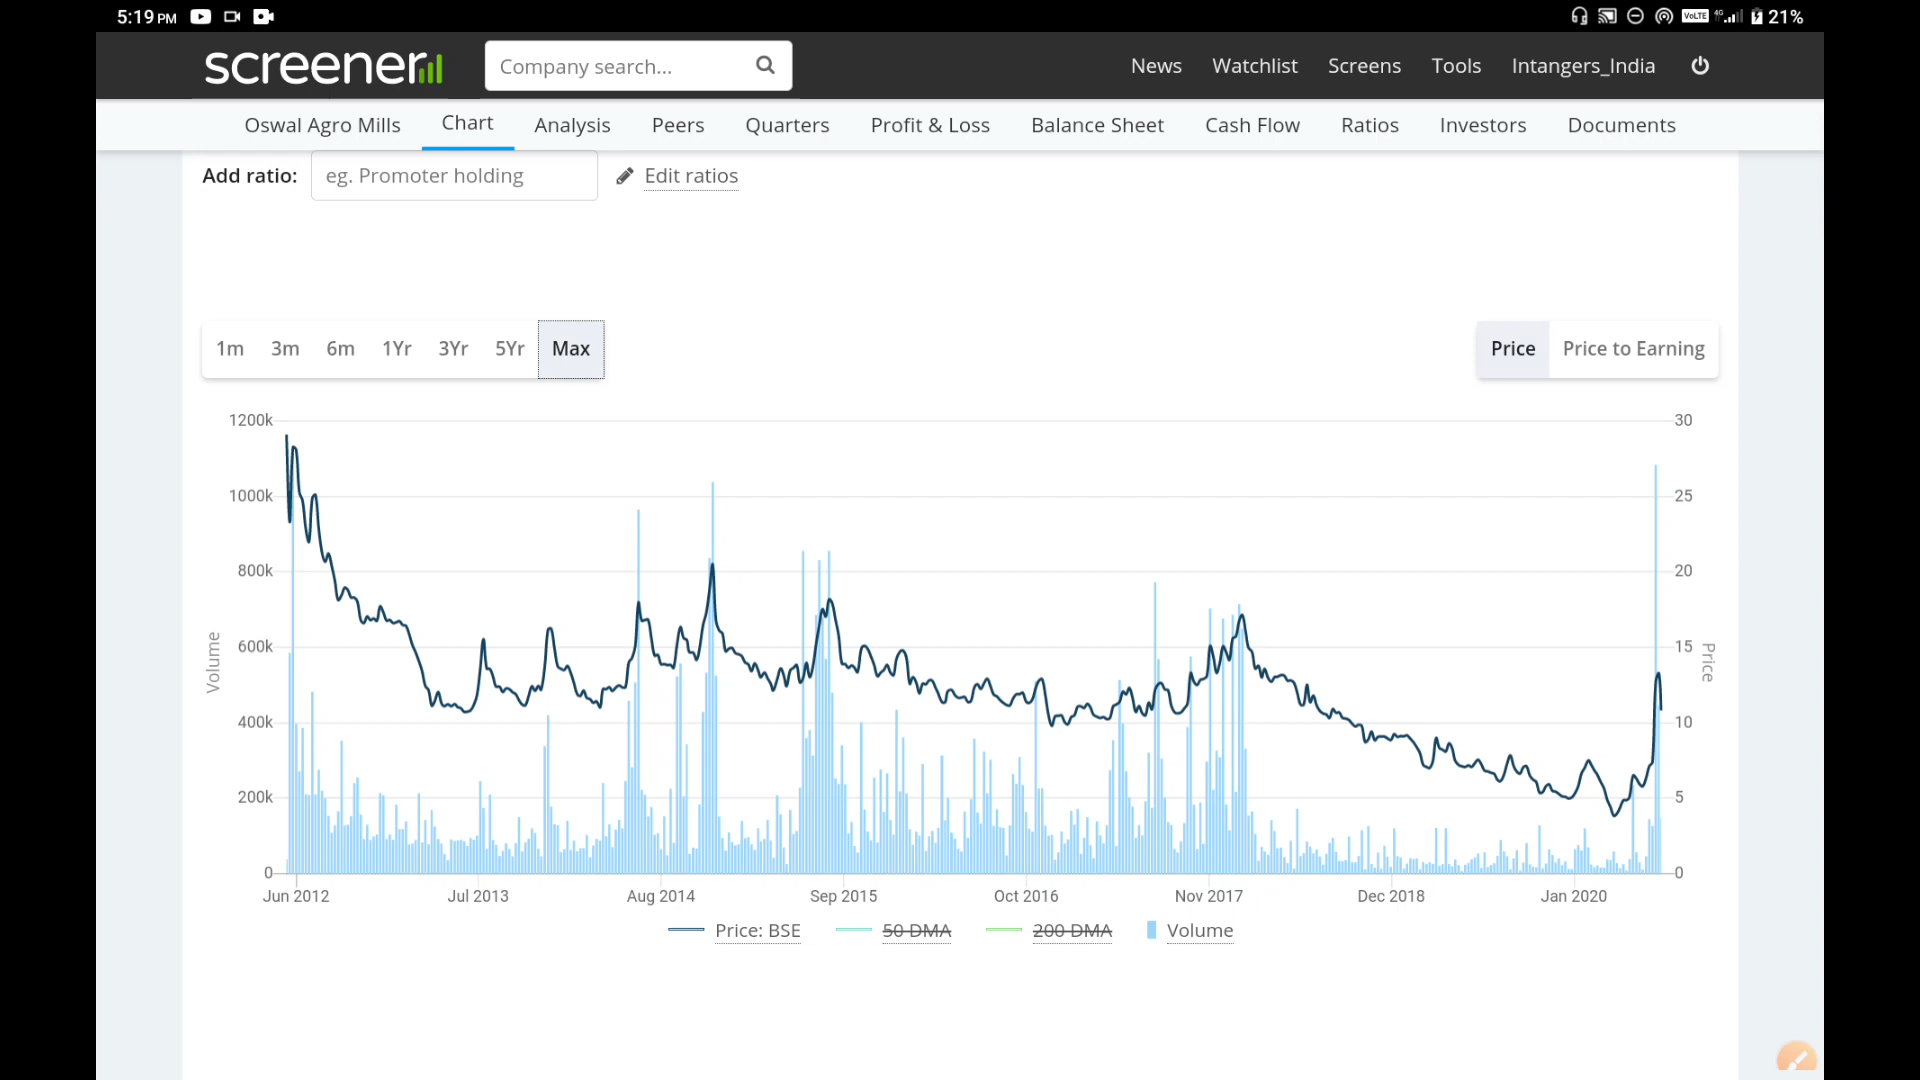 5:19 PM VoLTE 4G 21%
screener Company search... News Watchlist Screens Tools Intangers_India
Oswal Agro Mills Chart Analysis Peers Quarters Profit & Loss Balance Sheet Cash Flow Ratios Investors Documents
Add ratio: eg. Promoter holding Edit ratios
1m 3m 6m 1Yr 3Yr 5Yr Max Price Price to Earning
1200k 30
1000k 25
800k 20
600k 15
Volume Price
400k 10
200k 5
0 0
Jun 2012 Jul 2013 Aug 2014 Sep 2015 Oct 2016 Nov 2017 Dec 2018 Jan 2020
Price: BSE 50 DMA 200 DMA Volume